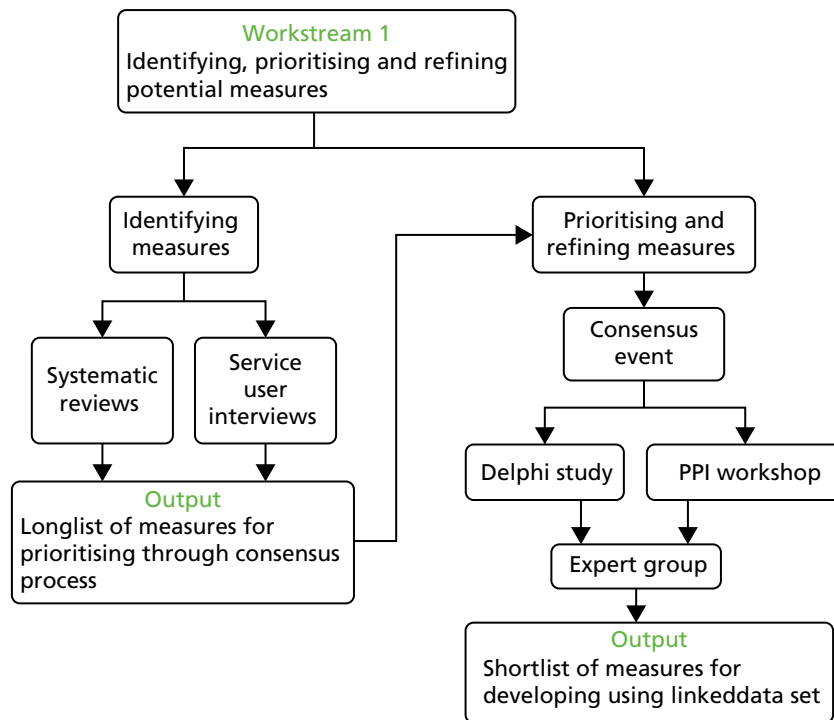 Workstream 1
Identifying, prioritising and refining
potential measures
Identifying
measures
Prioritising and
refining measures
Systematic
reviews
Service
user
interviews
Consensus
event
Output
Longlist of measures for
prioritising through consensus
process
Delphi study
PPI workshop
Expert group
Output
Shortlist of measures for
developing using linkeddata set